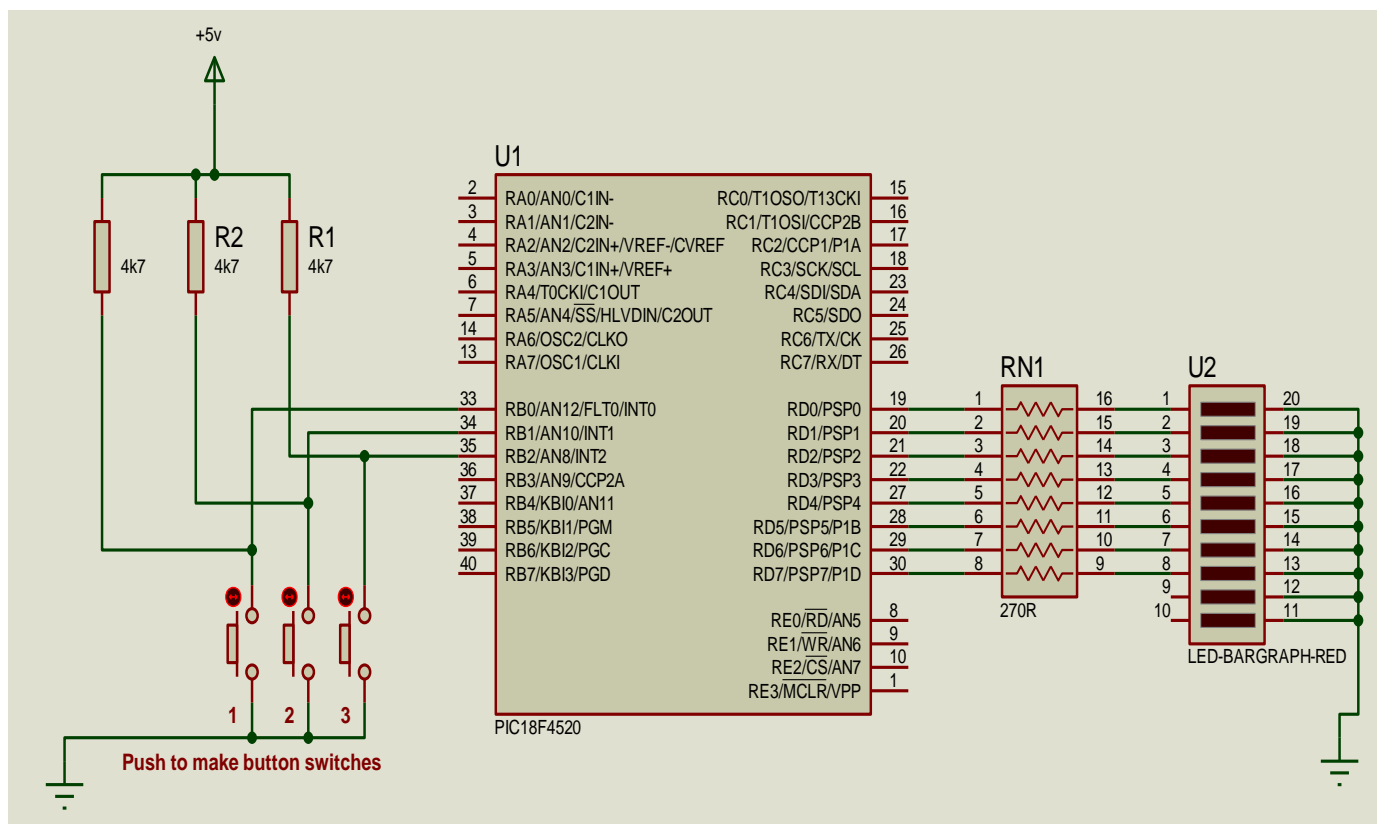 +5v
4k7
R2
4k7
R1
4k7
U1
2 RA0/AN0/C1IN-
3 RA1/AN1/C2IN-
4 RA2/AN2/C2IN+/VREF-/CVREF
5 RA3/AN3/C1IN+/VREF+
6 RA4/T0CKI/C1OUT
7 RA5/AN4/SS/HLVDIN/C2OUT
14 RA6/OSC2/CLKO
13 RA7/OSC1/CLKI
33 RB0/AN12/FLT0/INT0
34 RB1/AN10/INT1
35 RB2/AN8/INT2
36 RB3/AN9/CCP2A
37 RB4/KBI0/AN11
38 RB5/KBI1/PGM
39 RB6/KBI2/PGC
40 RB7/KBI3/PGD
RC0/T1OSO/T13CKI 15
RC1/T1OSI/CCP2B 16
RC2/CCP1/P1A 17
RC3/SCK/SCL 18
RC4/SDI/SDA 23
RC5/SDO 24
RC6/TX/CK 25
RC7/RX/DT 26
RD0/PSP0 19
RD1/PSP1 20
RD2/PSP2 21
RD3/PSP3 22
RD4/PSP4 27
RD5/PSP5/P1B 28
RD6/PSP6/P1C 29
RD7/PSP7/P1D 30
RE0/RD/AN5 8
RE1/WR/AN6 9
RE2/CS/AN7 10
RE3/MCLR/VPP 1
PIC18F4520
RN1
1 16
2 15
3 14
4 13
5 12
6 11
7 10
8 9
270R
U2
1 20
2 19
3 18
4 17
5 16
6 15
7 14
8 13
9 12
10 11
LED-BARGRAPH-RED
1 2 3
Push to make button switches